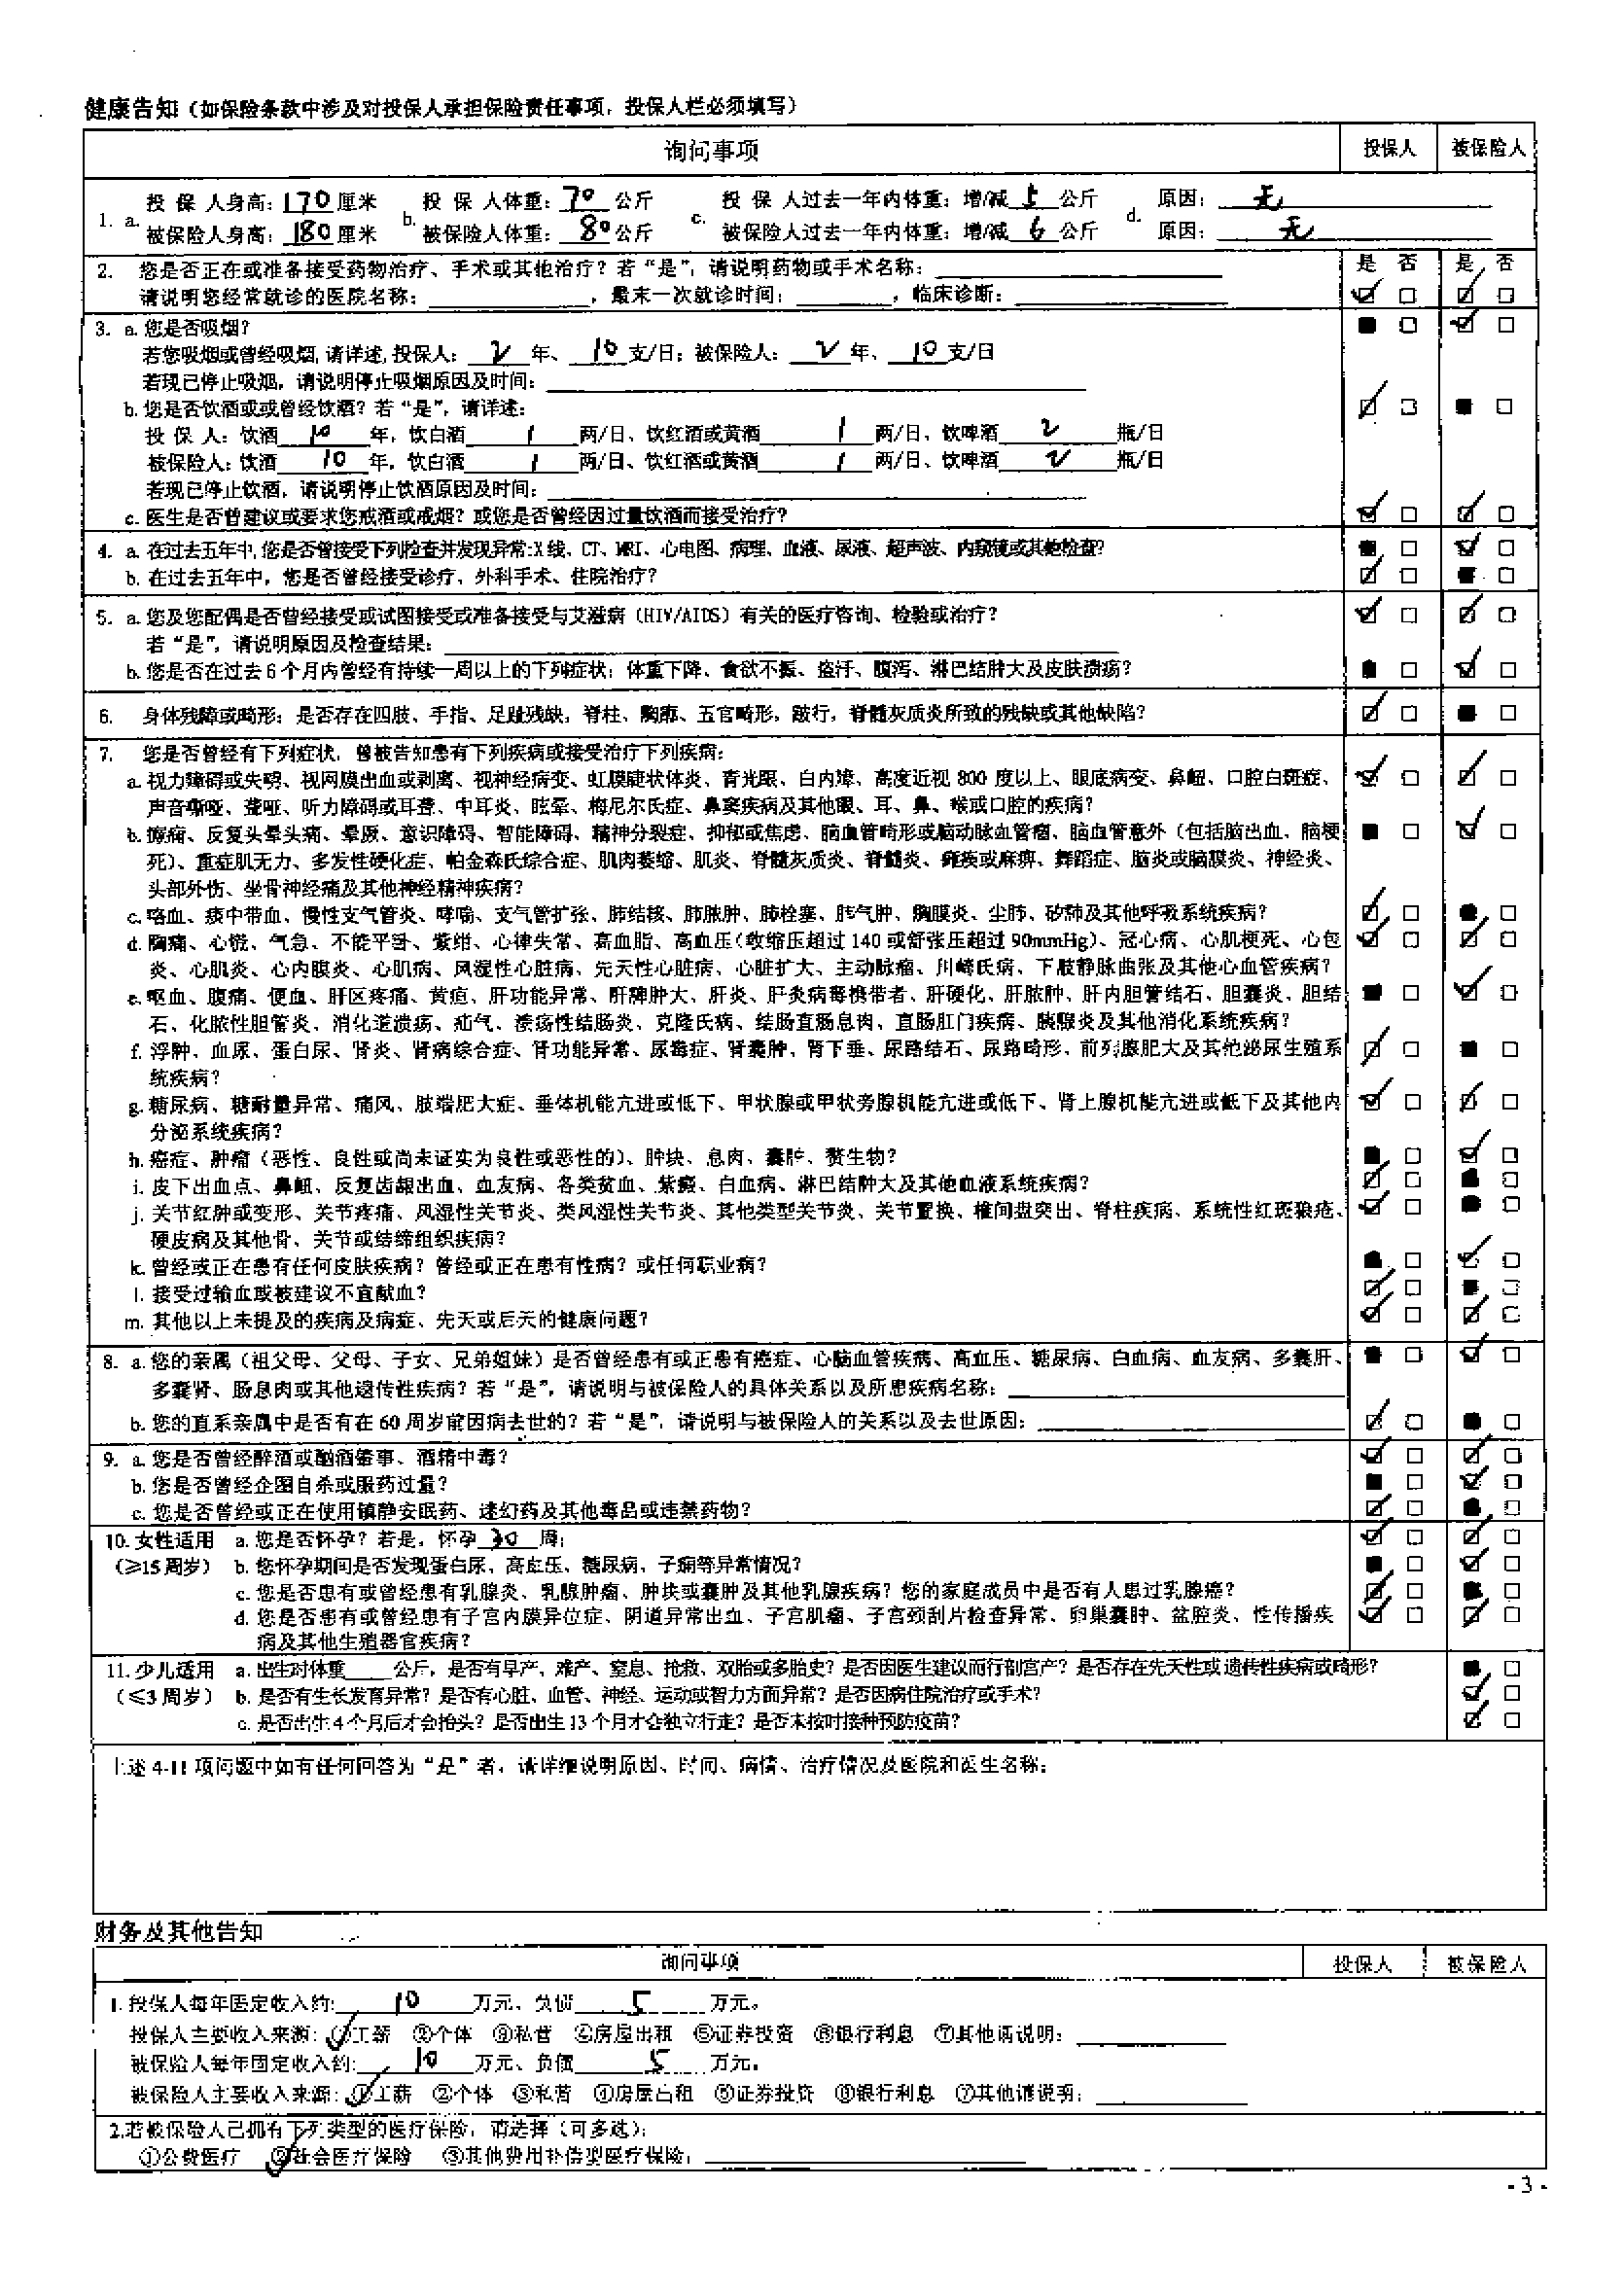 健康告知（如保险条款中涉及对投保人承担保险责任事项，投保人栏必须填写）
询问事项 投保人 被保险人
1. a. 投 保 人身高：170厘米 b. 投 保 人体重：70公斤 c. 投 保 人过去一年内体重：增/减 5 公斤 d. 原因：无
被保险人身高：180厘米 被保险人体重：80公斤 被保险人过去一年内体重：增/减 6 公斤 原因：无
2. 您是否正在或准备接受药物治疗、手术或其他治疗？若“是”，请说明药物或手术名称： 是 否 是 否
请说明您经常就诊的医院名称： ，最末一次就诊时间： ，临床诊断： ☑ □ ☑ □
3. a. 您是否吸烟？ ■ □ ☑ □
若您吸烟或曾经吸烟，请详述，投保人：2 年、10 支/日；被保险人：2 年、10 支/日
若现已停止吸烟，请说明停止吸烟原因及时间：
b. 您是否饮酒或或曾经饮酒？若“是”，请详述： ☑ □ ■ □
投 保 人：饮酒 10 年，饮白酒 1 两/日、饮红酒或黄酒 1 两/日、饮啤酒 2 瓶/日
被保险人：饮酒 10 年，饮白酒 1 两/日、饮红酒或黄酒 1 两/日、饮啤酒 2 瓶/日
若现已停止饮酒，请说明停止饮酒原因及时间：
c. 医生是否曾建议或要求您戒酒或戒烟？或您是否曾经因过量饮酒而接受治疗？ ☑ □ ☑ □
4. a. 在过去五年中，您是否曾接受下列检查并发现异常：X 线、CT、MRI、心电图、病理、血液、尿液、超声波、内窥镜或其他检查？ ■ □ ☑ □
b. 在过去五年中，您是否曾经接受诊疗、外科手术、住院治疗？ ☑ □ ■ □
5. a. 您及您配偶是否曾经接受或试图接受或准备接受与艾滋病（HIV/AIDS）有关的医疗咨询、检验或治疗？ ☑ □ ☑ □
若“是”，请说明原因及检查结果：
b. 您是否在过去 6 个月内曾经有持续一周以上的下列症状：体重下降、食欲不振、盗汗、腹泻、淋巴结肿大及皮肤溃疡？ ■ □ ☑ □
6. 身体残障或畸形：是否存在四肢、手指、足趾残缺，脊柱、胸廓、五官畸形，跛行，脊髓灰质炎所致的残缺或其他缺陷？ ☑ □ ■ □
7. 您是否曾经有下列症状，曾被告知患有下列疾病或接受治疗下列疾病：
a. 视力障碍或失明、视网膜出血或剥离、视神经病变、虹膜睫状体炎、青光眼、白内障、高度近视 800 度以上、眼底病变、鼻衄、口腔白斑症、 ☑ □ ☑ □
声音嘶哑、聋哑、听力障碍或耳聋、中耳炎、眩晕、梅尼尔氏症、鼻窦疾病及其他眼、耳、鼻、喉或口腔的疾病？
b. 癫痫、反复头晕头痛、晕厥、意识障碍、智能障碍、精神分裂症、抑郁或焦虑、脑血管畸形或脑动脉血管瘤、脑血管意外（包括脑出血、脑梗 ■ □ ☑ □
死）、重症肌无力、多发性硬化症、帕金森氏综合症、肌肉萎缩、肌炎、脊髓灰质炎、脊髓炎、瘫痪或麻痹、舞蹈症、脑炎或脑膜炎、神经炎、
头部外伤、坐骨神经痛及其他神经精神疾病？
c. 咯血、痰中带血、慢性支气管炎、哮喘、支气管扩张、肺结核、肺脓肿、肺栓塞、肺气肿、胸膜炎、尘肺、矽肺及其他呼吸系统疾病？ ☑ □ ■ □
d. 胸痛、心慌、气急、不能平卧、紫绀、心律失常、高血脂、高血压（收缩压超过 140 或舒张压超过 90mmHg）、冠心病、心肌梗死、心包 ☑ □ ☑ □
炎、心肌炎、心内膜炎、心肌病、风湿性心脏病、先天性心脏病、心脏扩大、主动脉瘤、川崎氏病、下肢静脉曲张及其他心血管疾病？
e. 呕血、腹痛、便血、肝区疼痛、黄疸、肝功能异常、肝脾肿大、肝炎、肝炎病毒携带者、肝硬化、肝脓肿、肝内胆管结石、胆囊炎、胆结 ■ □ ☑ □
石、化脓性胆管炎、消化道溃疡、疝气、溃疡性结肠炎、克隆氏病、结肠直肠息肉、直肠肛门疾病、胰腺炎及其他消化系统疾病？
f. 浮肿、血尿、蛋白尿、肾炎、肾病综合症、肾功能异常、尿毒症、肾囊肿、肾下垂、尿路结石、尿路畸形、前列腺肥大及其他泌尿生殖系 ☑ □ ■ □
统疾病？
g. 糖尿病、糖耐量异常、痛风、肢端肥大症、垂体机能亢进或低下、甲状腺或甲状旁腺机能亢进或低下、肾上腺机能亢进或低下及其他内 ☑ □ ☑ □
分泌系统疾病？
h. 癌症、肿瘤（恶性、良性或尚未证实为良性或恶性的）、肿块、息肉、囊肿、赘生物？ ■ □ ☑ □
i. 皮下出血点、鼻衄、反复齿龈出血、血友病、各类贫血、紫癜、白血病、淋巴结肿大及其他血液系统疾病？ ☑ □ ■ □
j. 关节红肿或变形、关节疼痛、风湿性关节炎、类风湿性关节炎、其他类型关节炎、关节置换、椎间盘突出、脊柱疾病、系统性红斑狼疮、 ☑ □ ■ □
硬皮病及其他骨、关节或结缔组织疾病？
k. 曾经或正在患有任何皮肤疾病？曾经或正在患有性病？或任何职业病？ ■ □ ☑ □
l. 接受过输血或被建议不宜献血？ ☑ □ ■ □
m. 其他以上未提及的疾病及病症、先天或后天的健康问题？ ☑ □ ☑ □
8. a. 您的亲属（祖父母、父母、子女、兄弟姐妹）是否曾经患有或正患有癌症、心脑血管疾病、高血压、糖尿病、白血病、血友病、多囊肝、 ■ □ ☑ □
多囊肾、肠息肉或其他遗传性疾病？若“是”，请说明与被保险人的具体关系以及所患疾病名称：
b. 您的直系亲属中是否有在 60 周岁前因病去世的？若“是”，请说明与被保险人的关系以及去世原因： ☑ □ ■ □
9. a. 您是否曾经醉酒或酗酒肇事、酒精中毒？ ☑ □ ☑ □
b. 您是否曾经企图自杀或服药过量？ ■ □ ☑ □
c. 您是否曾经或正在使用镇静安眠药、迷幻药及其他毒品或违禁药物？ ☑ □ ■ □
10. 女性适用 a. 您是否怀孕？若是，怀孕 30 周； ☑ □ ☑ □
（≥15 周岁） b. 您怀孕期间是否发现蛋白尿、高血压、糖尿病，子痫等异常情况？ ■ □ ☑ □
c. 您是否患有或曾经患有乳腺炎、乳腺肿瘤、肿块或囊肿及其他乳腺疾病？您的家庭成员中是否有人患过乳腺癌？ ☑ □ ■ □
d. 您是否患有或曾经患有子宫内膜异位症、阴道异常出血、子宫肌瘤、子宫颈刮片检查异常、卵巢囊肿、盆腔炎、性传播疾 ☑ □ ☑ □
病及其他生殖器官疾病？
11. 少儿适用 a. 出生时体重 公斤，是否有早产、难产、窒息、抢救、双胎或多胎史？是否因医生建议而行剖宫产？是否存在先天性或遗传性疾病或畸形？ ■ □
（≤3 周岁） b. 是否有生长发育异常？是否有心脏、血管、神经、运动或智力方面异常？是否因病住院治疗或手术？ ☑ □
c. 是否出生 4 个月后才会抬头？是否出生 13 个月才会独立行走？是否未按时接种预防疫苗？ ☑ □
上述 4-11 项问题中如有任何回答为“是”者，请详细说明原因、时间、病情、治疗情况及医院和医生名称：
财务及其他告知
询问事项 投保人 被保险人
1. 投保人每年固定收入约：10 万元、负债 5 万元。
投保人主要收入来源：①工薪 ②个体 ③私营 ④房屋出租 ⑤证券投资 ⑥银行利息 ⑦其他请说明：
被保险人每年固定收入约：10 万元、负债 5 万元。
被保险人主要收入来源：①工薪 ②个体 ③私营 ④房屋出租 ⑤证券投资 ⑥银行利息 ⑦其他请说明：
2.若被保险人已拥有下列类型的医疗保险，请选择（可多选）：
①公费医疗 ②社会医疗保险 ③其他费用补偿型医疗保险：
- 3 -